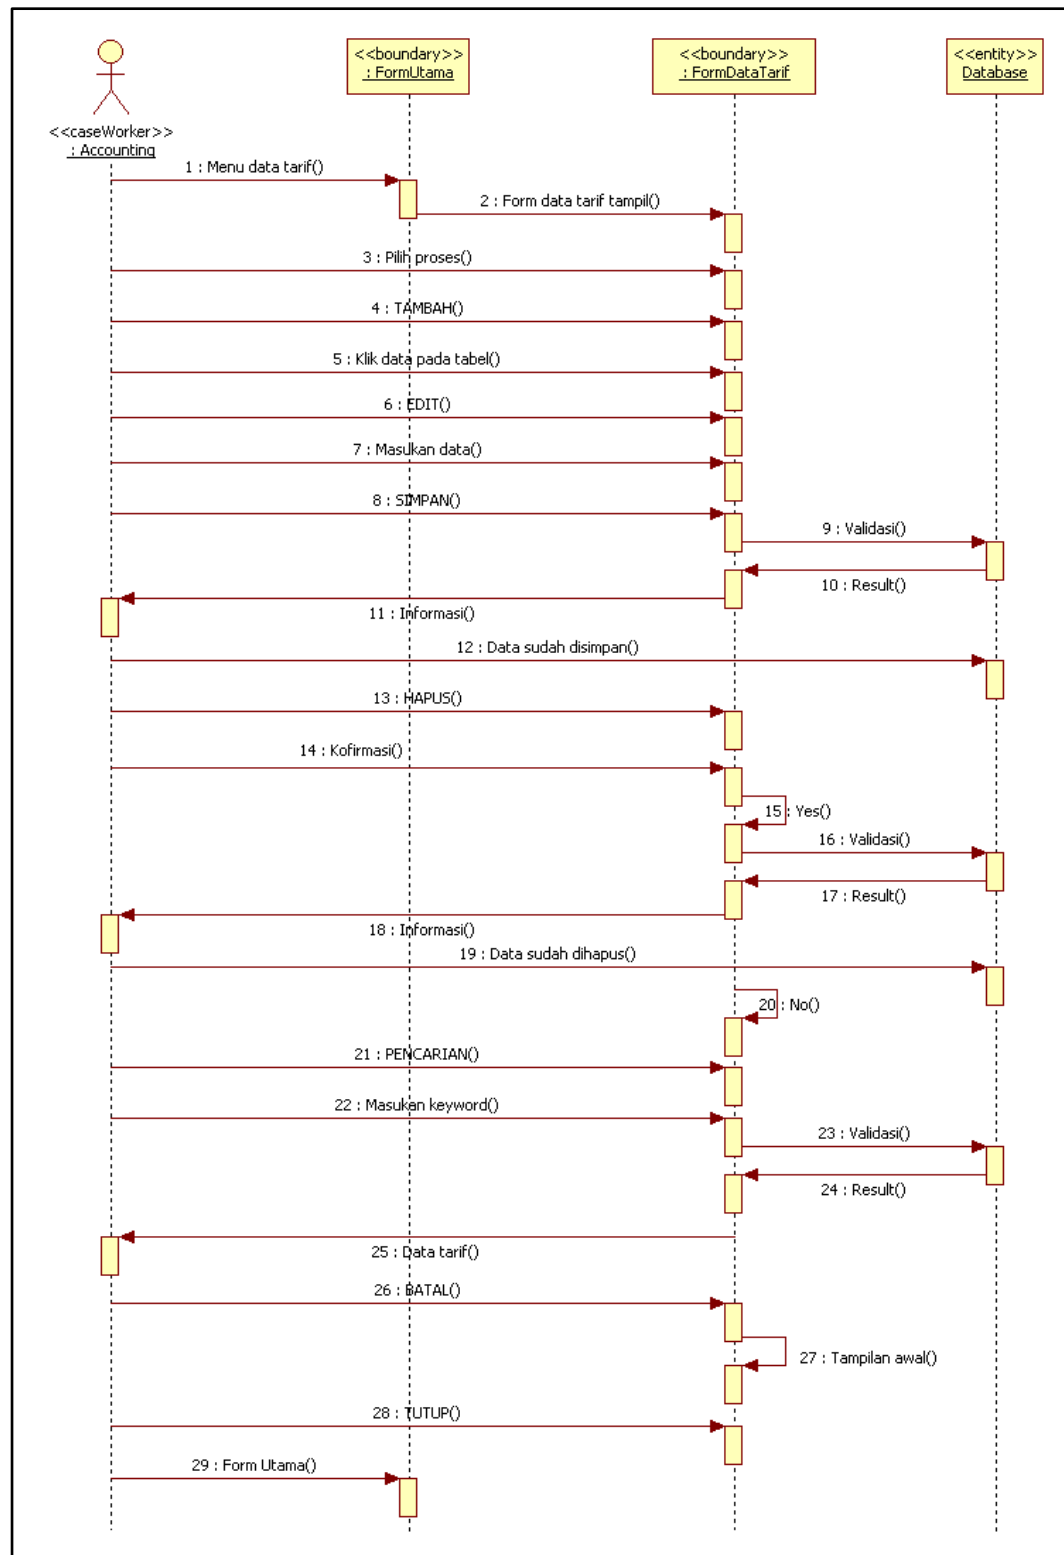 <<boundary>>
: FormUtama
<<boundary>>
: FormDataTarif
<<entity>>
Database
<<caseWorker>>
: Accounting
1 : Menu data tarif()
2 : Form data tarif tampil()
3 : Pilih proses()
4 : TAMBAH()
5 : Klik data pada tabel()
6 : EDIT()
7 : Masukan data()
8 : SIMPAN()
9 : Validasi()
10 : Result()
11 : Informasi()
12 : Data sudah disimpan()
13 : HAPUS()
14 : Kofirmasi()
15 : Yes()
16 : Validasi()
17 : Result()
18 : Informasi()
19 : Data sudah dihapus()
20 : No()
21 : PENCARIAN()
22 : Masukan keyword()
23 : Validasi()
24 : Result()
25 : Data tarif()
26 : BATAL()
27 : Tampilan awal()
28 : TUTUP()
29 : Form Utama()